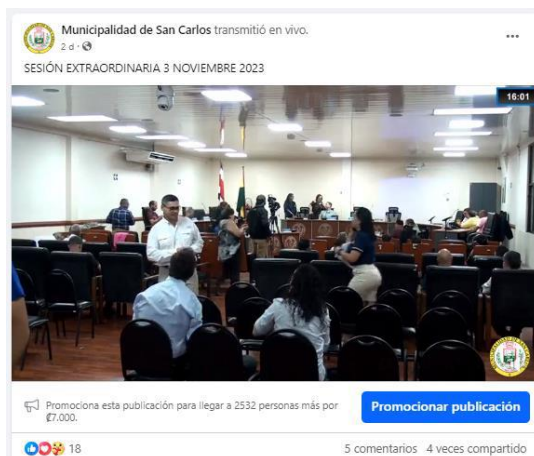 Municipalidad de San Carlos transmitió en vivo.
2 d ·
SESIÓN EXTRAORDINARIA 3 NOVIEMBRE 2023
16:01
Promociona esta publicación para llegar a 2532 personas más por
₡7.000.
Promocionar publicación
18
5 comentarios 4 veces compartido